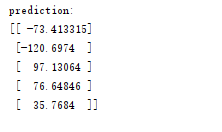 prediction:
[[ -73.413315]
 [-120.6974  ]
 [  97.13064 ]
 [  76.64846 ]
 [  35.7684  ]]